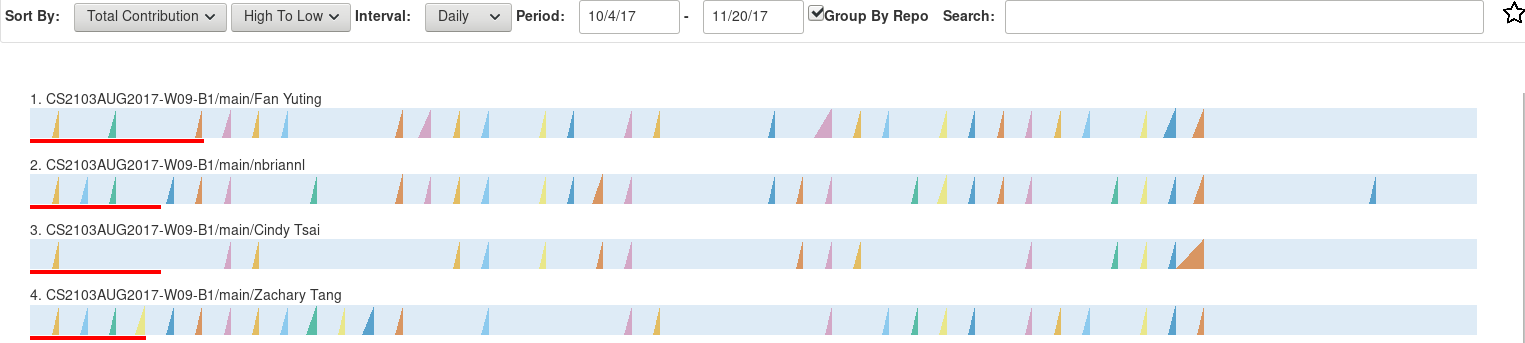 Sort By: Total Contribution High To Low Interval: Daily Period: 10/4/17 - 11/20/17 Group By Repo Search:
1. CS2103AUG2017-W09-B1/main/Fan Yuting
2. CS2103AUG2017-W09-B1/main/nbriannl
3. CS2103AUG2017-W09-B1/main/Cindy Tsai
4. CS2103AUG2017-W09-B1/main/Zachary Tang